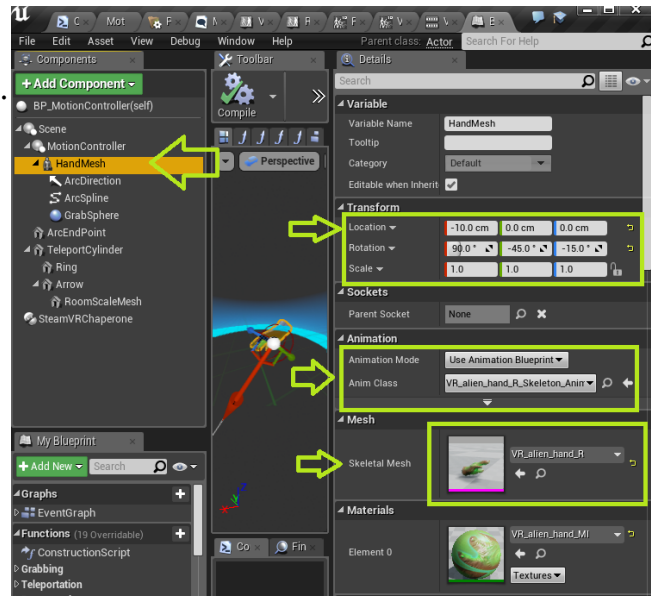 C
Mot
F
N
V
R
F
V
V
B
File Edit Asset View Debug Window Help
Parent class: Actor
Search For Help
Components
+ Add Component
BP_MotionController(self)
Scene
MotionController
HandMesh
ArcDirection
ArcSpline
GrabSphere
ArcEndPoint
TeleportCylinder
Ring
Arrow
RoomScaleMesh
SteamVRChaperone
My Blueprint
+ Add New
Search
Graphs
EventGraph
Functions (19 Overridable)
ConstructionScript
Grabbing
Teleportation
Toolbar
Compile
Perspective
Z
Co
Fin
Details
Search
Variable
Variable Name HandMesh
Tooltip
Category Default
Editable when Inherit
Transform
Location -10.0 cm 0.0 cm 0.0 cm
Rotation 90.0° -45.0° -15.0°
Scale 1.0 1.0 1.0
Sockets
Parent Socket None
Animation
Animation Mode Use Animation Blueprint
Anim Class VR_alien_hand_R_Skeleton_Anim
Mesh
Skeletal Mesh VR_alien_hand_R
Materials
Element 0 VR_alien_hand_MI
Textures